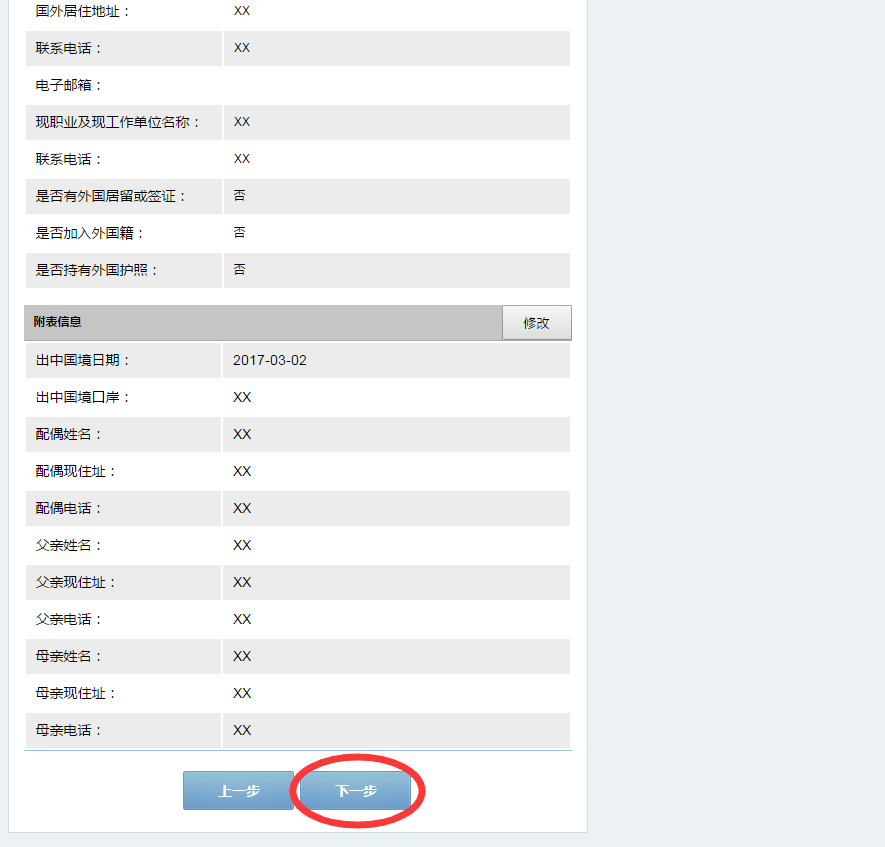 国外居住地址： XX
联系电话： XX
电子邮箱：
现职业及现工作单位名称： XX
联系电话： XX
是否有外国居留或签证： 否
是否加入外国籍： 否
是否持有外国护照： 否
附表信息 修改
出中国境日期： 2017-03-02
出中国境口岸： XX
配偶姓名： XX
配偶现住址： XX
配偶电话： XX
父亲姓名： XX
父亲现住址： XX
父亲电话： XX
母亲姓名： XX
母亲现住址： XX
母亲电话： XX
上一步 下一步